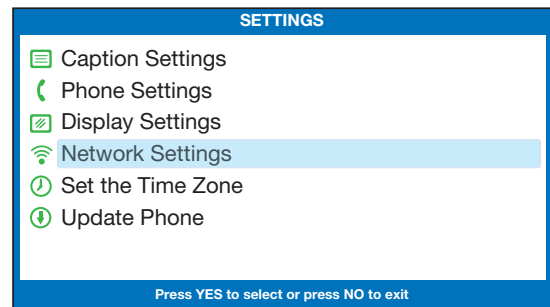 SETTINGS
Caption Settings
Phone Settings
Display Settings
Network Settings
Set the Time Zone
Update Phone
Press YES to select or press NO to exit